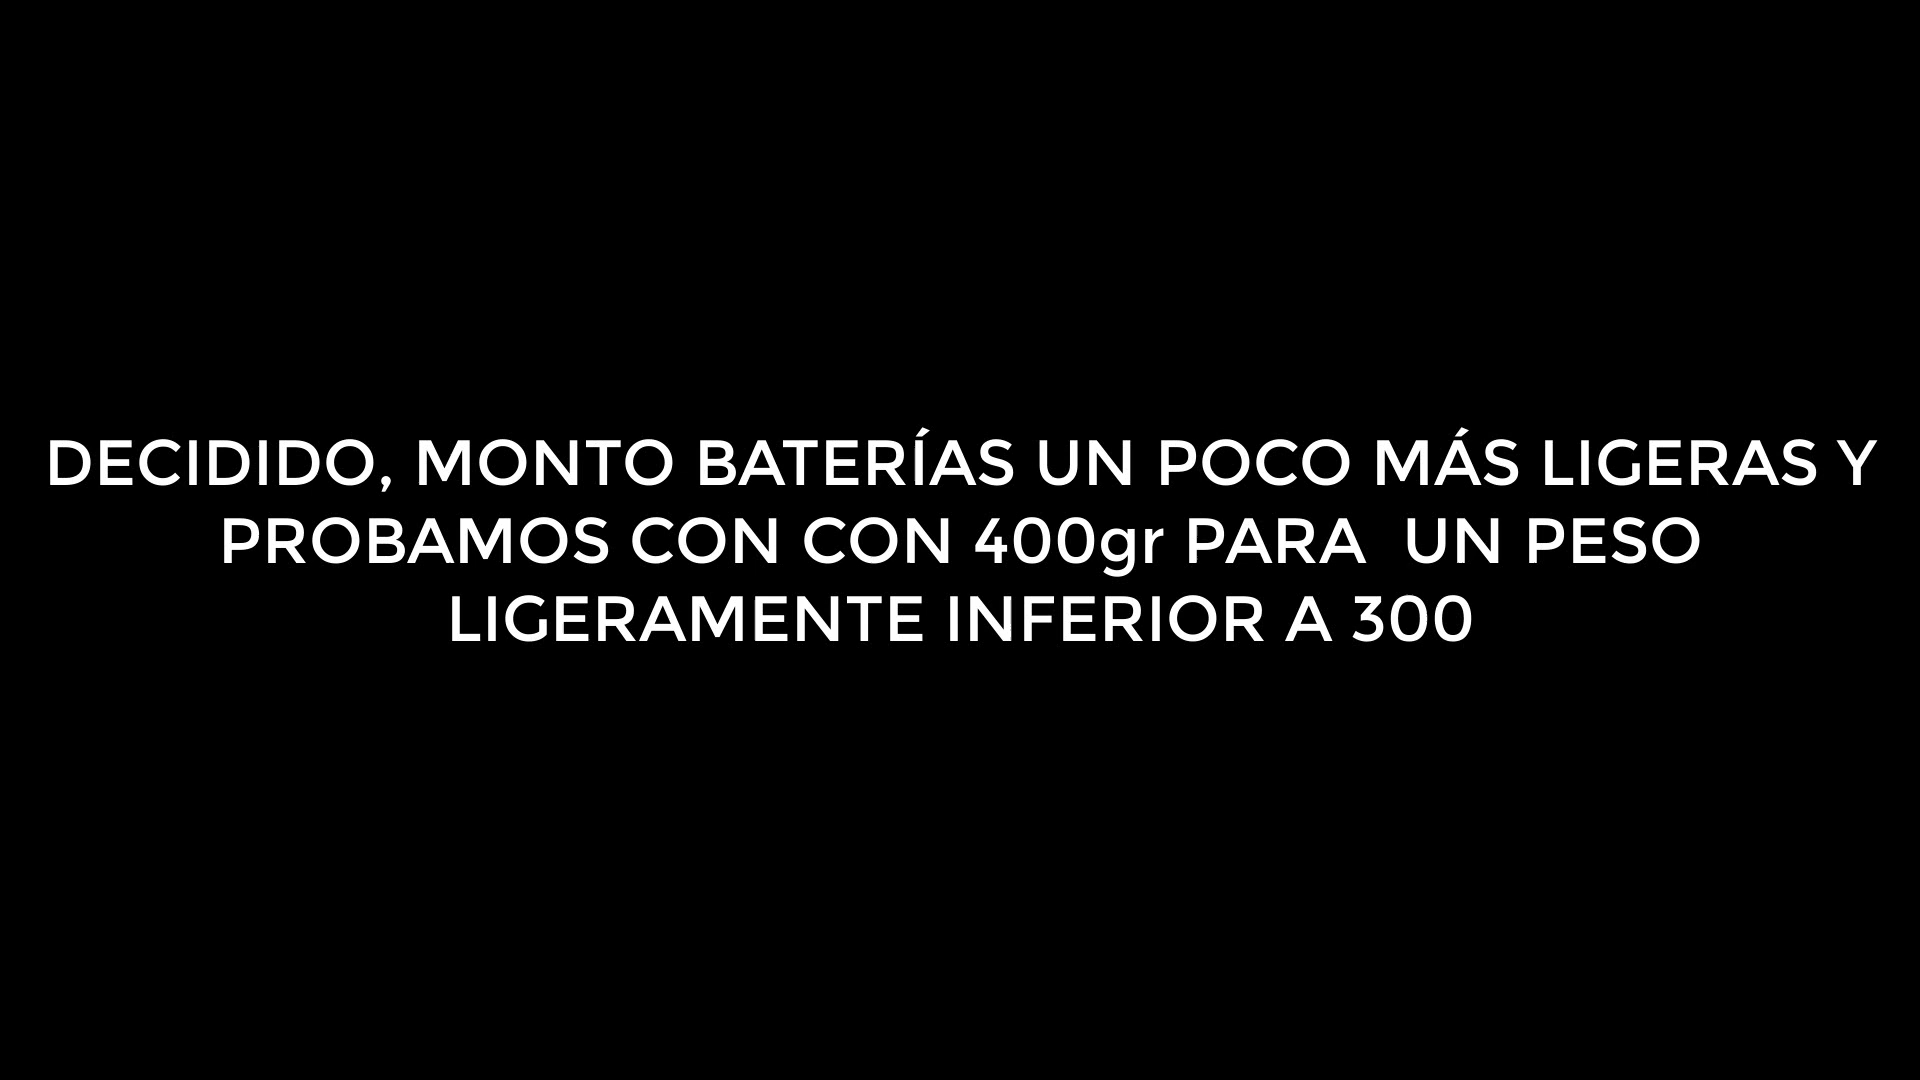 DECIDIDO, MONTO BATERÍAS UN POCO MÁS LIGERAS Y
PROBAMOS CON CON 400gr PARA  UN PESO
LIGERAMENTE INFERIOR A 300